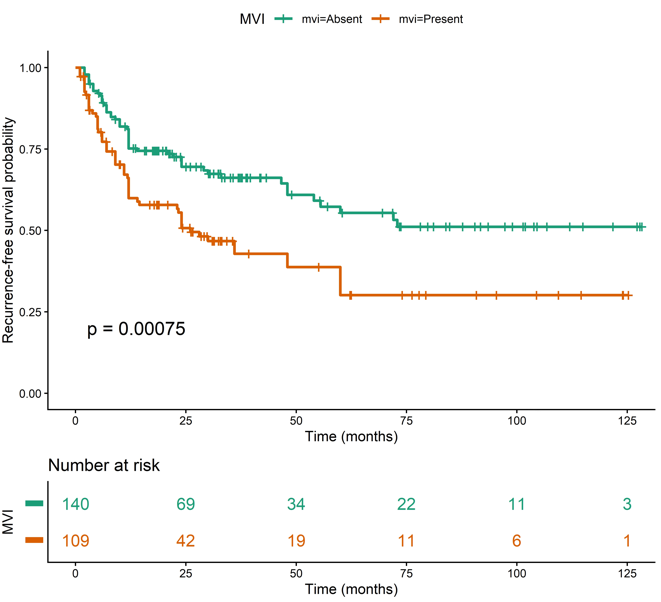 MVI mvi=Absent mvi=Present
Recurrence-free survival probability
1.00
0.75
0.50
0.25
0.00
p = 0.00075
0 25 50 75 100 125
Time (months)
Number at risk
MVI
140 69 34 22 11 3
109 42 19 11 6 1
0 25 50 75 100 125
Time (months)